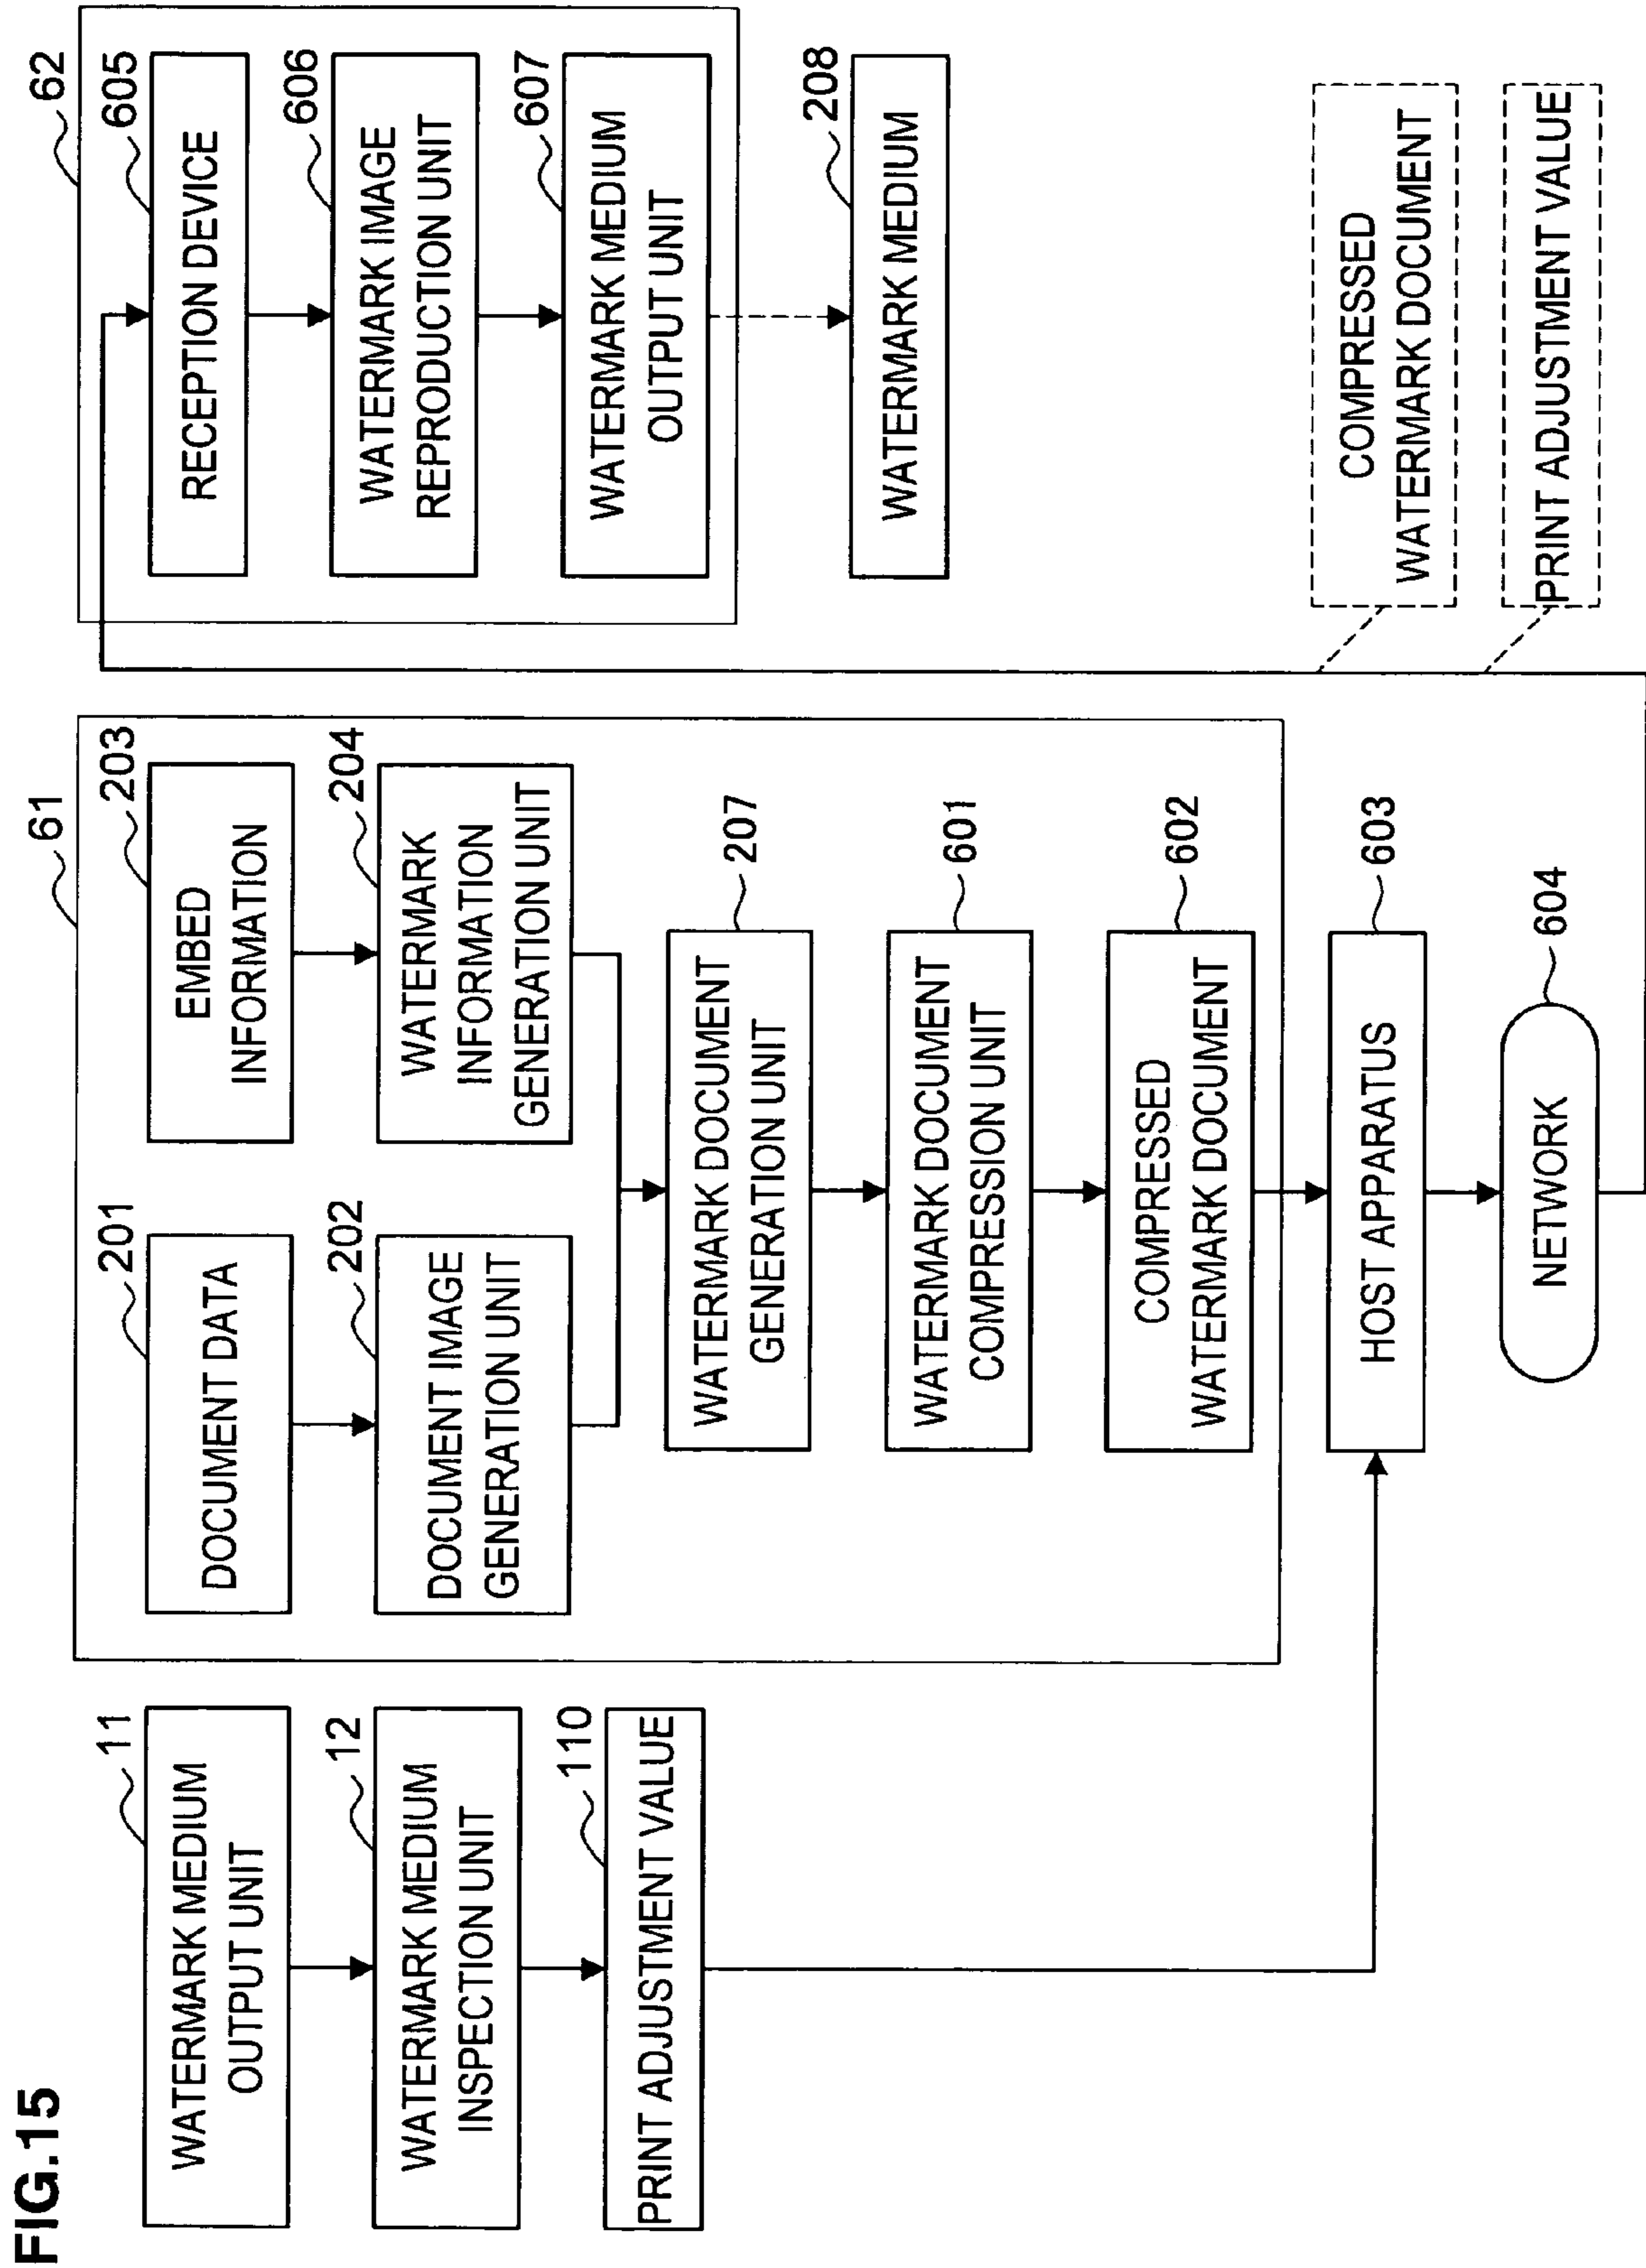 FIG.15
11
WATERMARK MEDIUM
OUTPUT UNIT
12
WATERMARK MEDIUM
INSPECTION UNIT
110
PRINT ADJUSTMENT VALUE
61
201
DOCUMENT DATA
203
EMBED
INFORMATION
202
DOCUMENT IMAGE
GENERATION UNIT
204
WATERMARK
INFORMATION
GENERATION UNIT
207
WATERMARK DOCUMENT
GENERATION UNIT
601
WATERMARK DOCUMENT
COMPRESSION UNIT
602
COMPRESSED
WATERMARK DOCUMENT
603
HOST APPARATUS
604
NETWORK
62
605
RECEPTION DEVICE
606
WATERMARK IMAGE
REPRODUCTION UNIT
607
WATERMARK MEDIUM
OUTPUT UNIT
208
WATERMARK MEDIUM
COMPRESSED
WATERMARK DOCUMENT
PRINT ADJUSTMENT VALUE